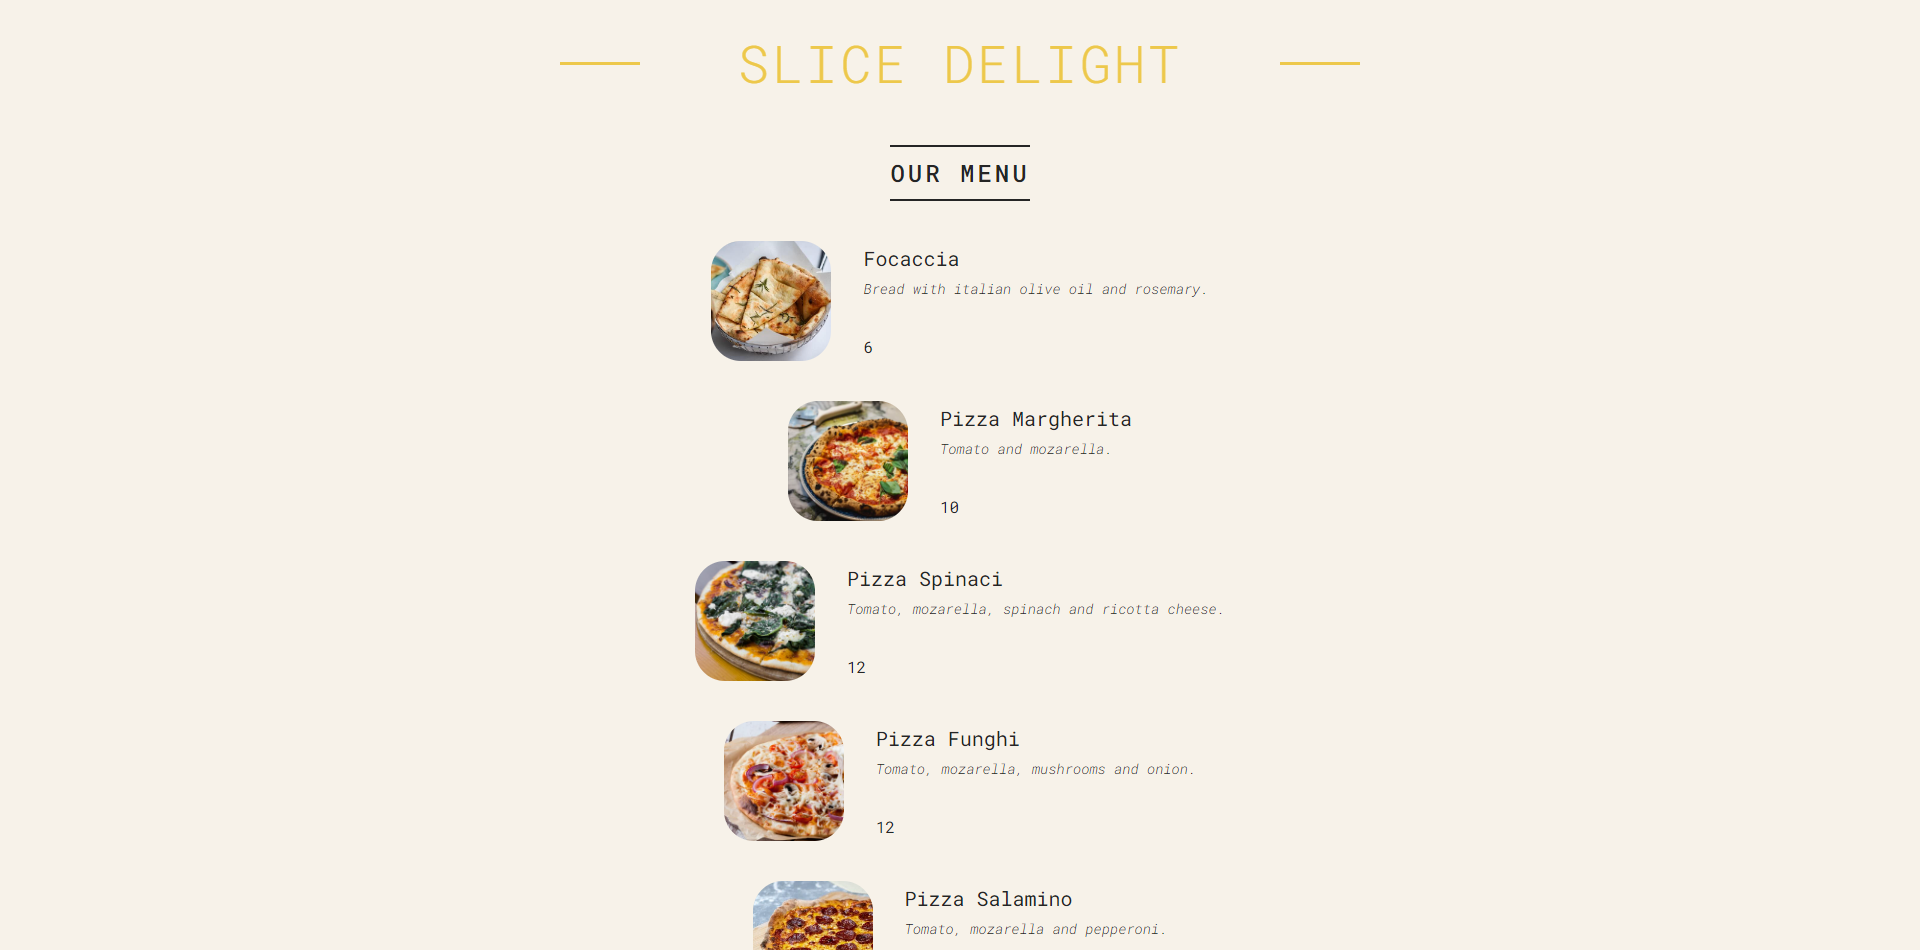 SLICE DELIGHT
OUR MENU
Focaccia
Bread with italian olive oil and rosemary.
6
Pizza Margherita
Tomato and mozarella.
10
Pizza Spinaci
Tomato, mozarella, spinach and ricotta cheese.
12
Pizza Funghi
Tomato, mozarella, mushrooms and onion.
12
Pizza Salamino
Tomato, mozarella and pepperoni.